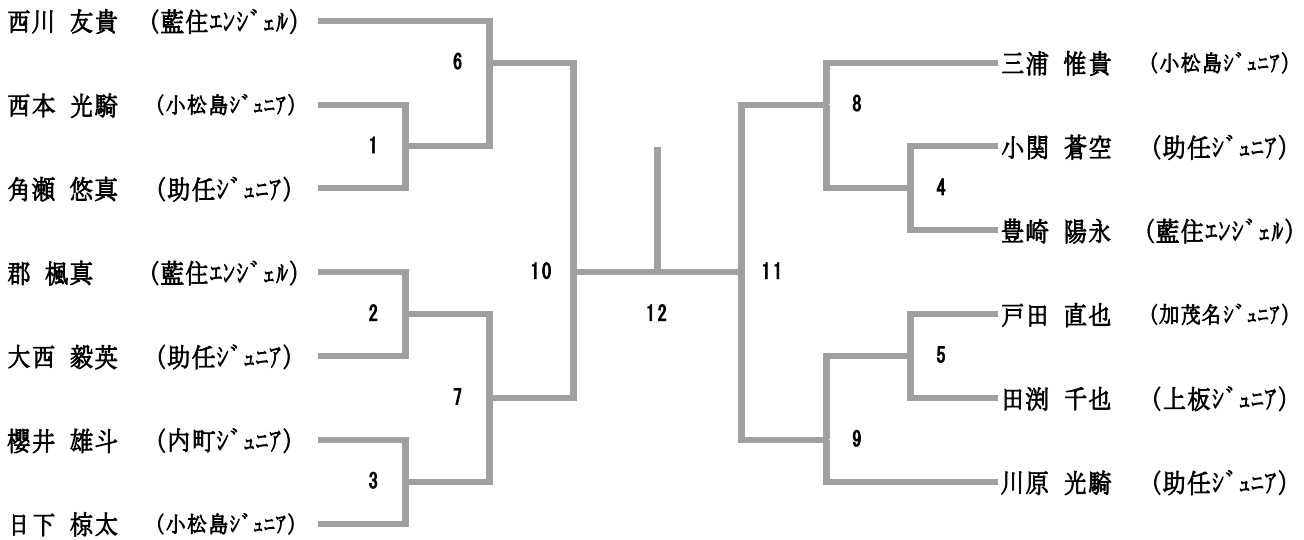 西川 友貴 (藍住ｴﾝｼﾞｪﾙ)
西本 光騎 (小松島ｼﾞｭﾆｱ)
角瀬 悠真 (助任ｼﾞｭﾆｱ)
郡 楓真 (藍住ｴﾝｼﾞｪﾙ)
大西 毅英 (助任ｼﾞｭﾆｱ)
櫻井 雄斗 (内町ｼﾞｭﾆｱ)
日下 椋太 (小松島ｼﾞｭﾆｱ)
6
1
2
7
3
10
12
11
8
4
5
9
三浦 惟貴 (小松島ｼﾞｭﾆｱ)
小関 蒼空 (助任ｼﾞｭﾆｱ)
豊崎 陽永 (藍住ｴﾝｼﾞｪﾙ)
戸田 直也 (加茂名ｼﾞｭﾆｱ)
田渕 千也 (上板ｼﾞｭﾆｱ)
川原 光騎 (助任ｼﾞｭﾆｱ)